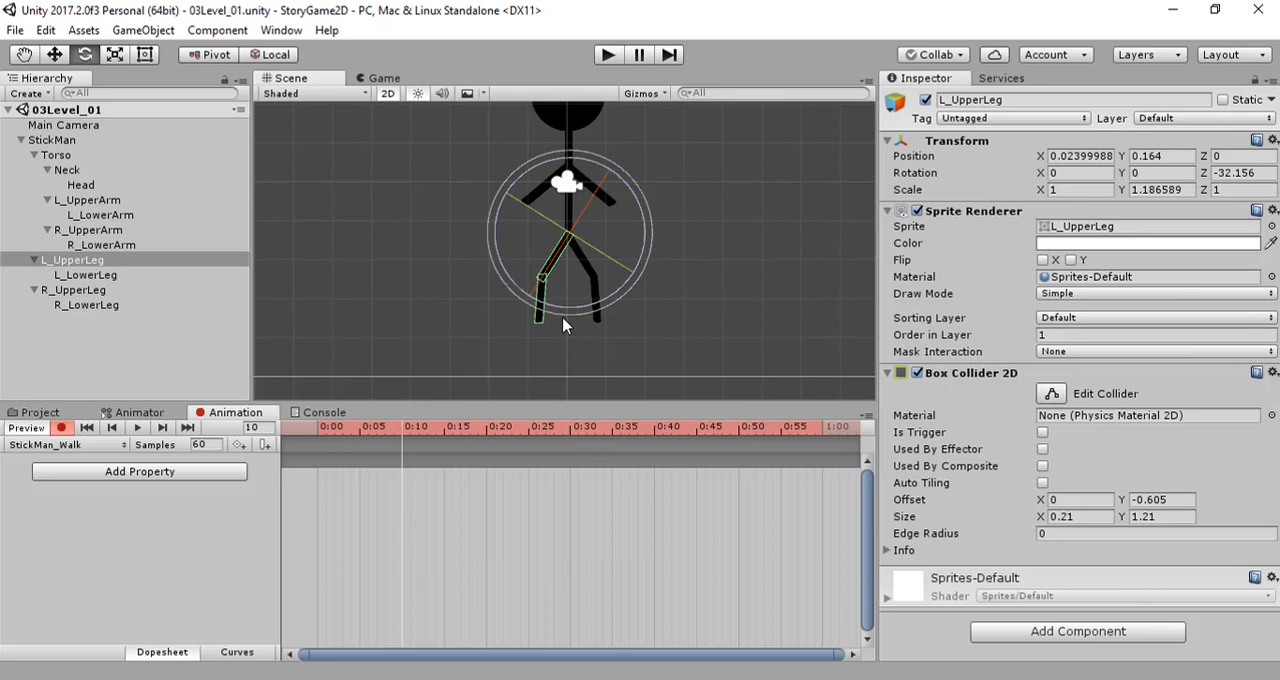 Unity 2017.2.0f3 Personal (64bit) - 03Level_01.unity - StoryGame2D - PC, Mac & Linux Standalone <DX11>
File Edit Assets GameObject Component Window Help
Pivot Local Collab Account Layers Layout
Hierarchy
Create All
03Level_01
Main Camera
StickMan
Torso
Neck
Head
L_UpperArm
L_LowerArm
R_UpperArm
R_LowerArm
L_UpperLeg
L_LowerLeg
R_UpperLeg
R_LowerLeg
Scene Game
Shaded 2D Gizmos All
Inspector Services
L_UpperLeg Static
Tag Untagged Layer Default
Transform
Position X 0.02399988 Y 0.164 Z 0
Rotation X 0 Y 0 Z -32.156
Scale X 1 Y 1.186589 Z 1
Sprite Renderer
Sprite L_UpperLeg
Color
Flip X Y
Material Sprites-Default
Draw Mode Simple
Sorting Layer Default
Order in Layer 1
Mask Interaction None
Box Collider 2D
Edit Collider
Material None (Physics Material 2D)
Is Trigger
Used By Effector
Used By Composite
Auto Tiling
Offset X 0 Y -0.605
Size X 0.21 Y 1.21
Edge Radius 0
Info
Sprites-Default
Shader Sprites/Default
Add Component
Project Animator Animation Console
Preview 10 0:00 0:05 0:10 0:15 0:20 0:25 0:30 0:35 0:40 0:45 0:50 0:55 1:00
StickMan_Walk Samples 60
Add Property
Dopesheet Curves